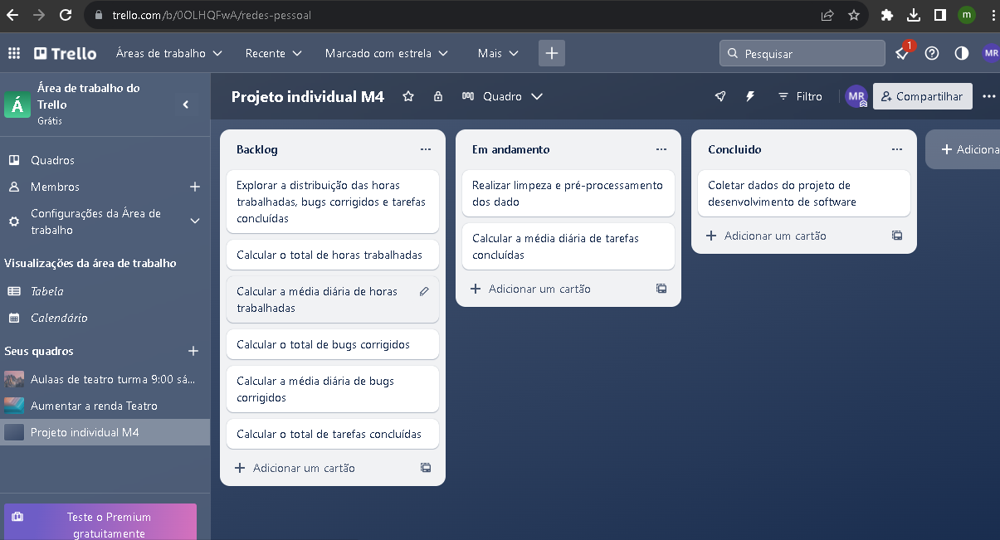 trello.com/b/0OLHQFwA/redes-pessoal
m
Trello
Áreas de trabalho
Recente
Marcado com estrela
Mais
Pesquisar
1
MR
Á
Área de trabalho do
Trello
Grátis
Projeto individual M4
Quadro
Filtro
MR
Compartilhar
Quadros
Membros
Configurações da Área de
trabalho
Visualizações da área de trabalho
Tabela
Calendário
Seus quadros
Aulaas de teatro turma 9:00 sá...
Aumentar a renda Teatro
Projeto individual M4
Teste o Premium
gratuitamente
Backlog
Explorar a distribuição das horas
trabalhadas, bugs corrigidos e tarefas
concluídas
Calcular o total de horas trabalhadas
Calcular a média diária de horas
trabalhadas
Calcular o total de bugs corrigidos
Calcular a média diária de bugs
corrigidos
Calcular o total de tarefas concluídas
Adicionar um cartão
Em andamento
Realizar limpeza e pré-processamento
dos dado
Calcular a média diária de tarefas
concluídas
Adicionar um cartão
Concluido
Coletar dados do projeto de
desenvolvimento de software
Adicionar um cartão
Adiciona